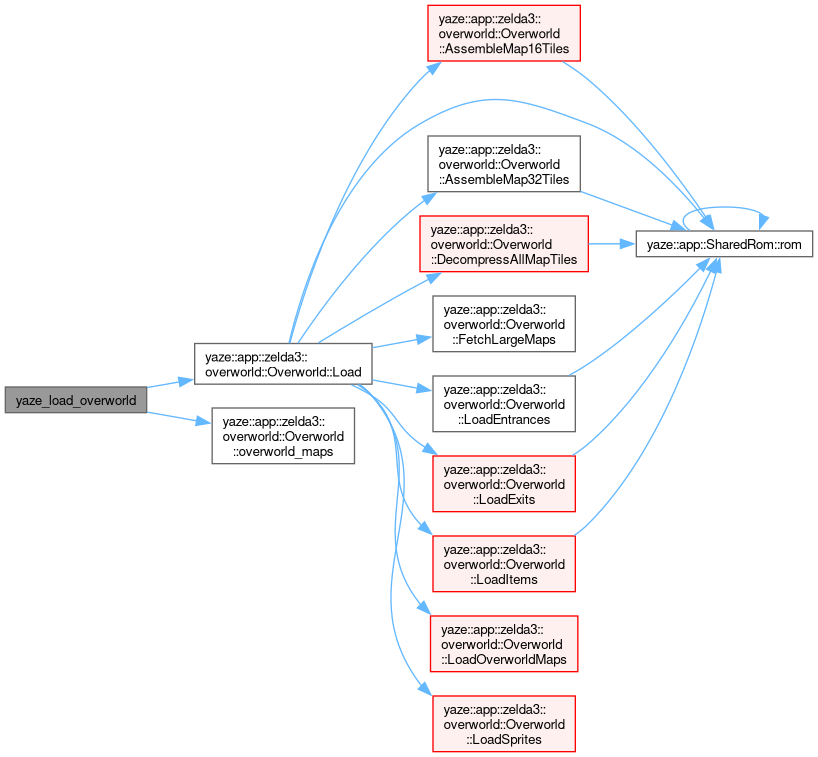 yaze_load_overworld
yaze::app::zelda3::
overworld::Overworld::Load
yaze::app::zelda3::
overworld::Overworld
::overworld_maps
yaze::app::zelda3::
overworld::Overworld
::AssembleMap16Tiles
yaze::app::zelda3::
overworld::Overworld
::AssembleMap32Tiles
yaze::app::zelda3::
overworld::Overworld
::DecompressAllMapTiles
yaze::app::zelda3::
overworld::Overworld
::FetchLargeMaps
yaze::app::zelda3::
overworld::Overworld
::LoadEntrances
yaze::app::zelda3::
overworld::Overworld
::LoadExits
yaze::app::zelda3::
overworld::Overworld
::LoadItems
yaze::app::zelda3::
overworld::Overworld
::LoadOverworldMaps
yaze::app::zelda3::
overworld::Overworld
::LoadSprites
yaze::app::SharedRom::rom